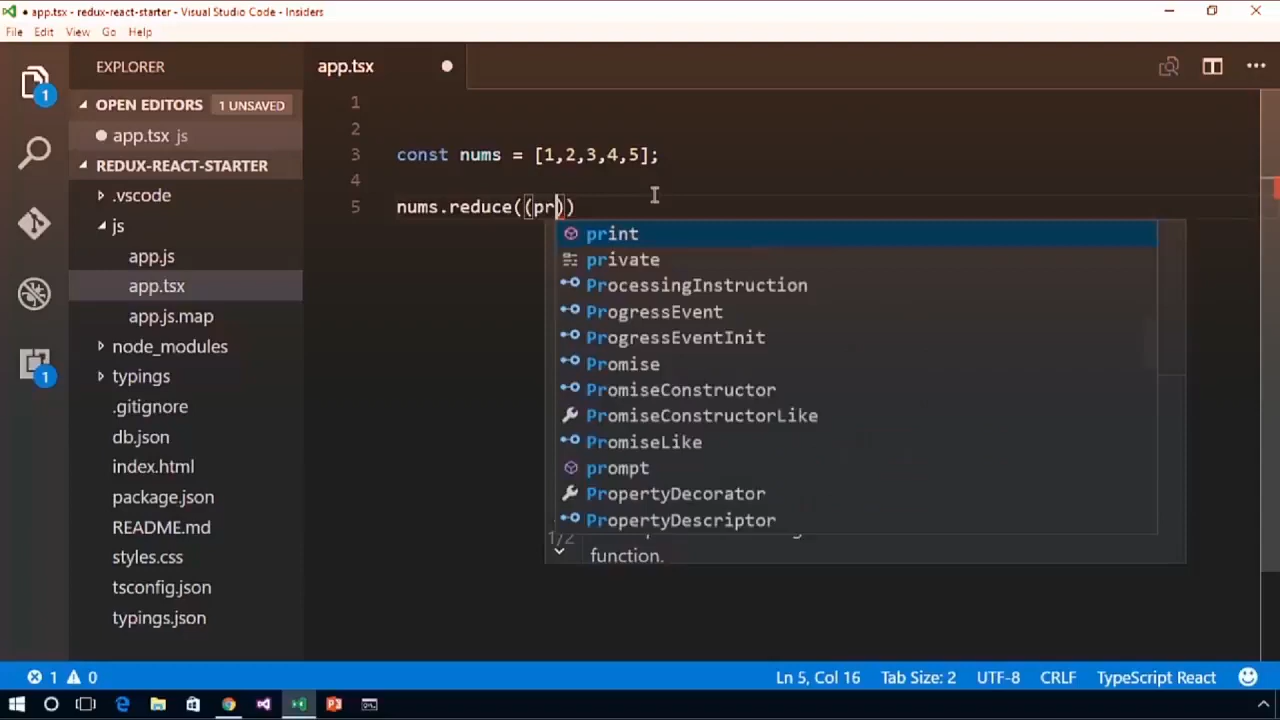 ● app.tsx - redux-react-starter - Visual Studio Code - Insiders
File Edit View Go Help
EXPLORER
OPEN EDITORS 1 UNSAVED
● app.tsx js
REDUX-REACT-STARTER
.vscode
js
app.js
app.tsx
app.js.map
node_modules
typings
.gitignore
db.json
index.html
package.json
README.md
styles.css
tsconfig.json
typings.json
1
1
app.tsx ●
1
2
3 const nums = [1,2,3,4,5];
4
5 nums.reduce((pr))
print
private
ProcessingInstruction
ProgressEvent
ProgressEventInit
Promise
PromiseConstructor
PromiseConstructorLike
PromiseLike
prompt
PropertyDecorator
PropertyDescriptor
1/2
function.
1 0 Ln 5, Col 16 Tab Size: 2 UTF-8 CRLF TypeScript React